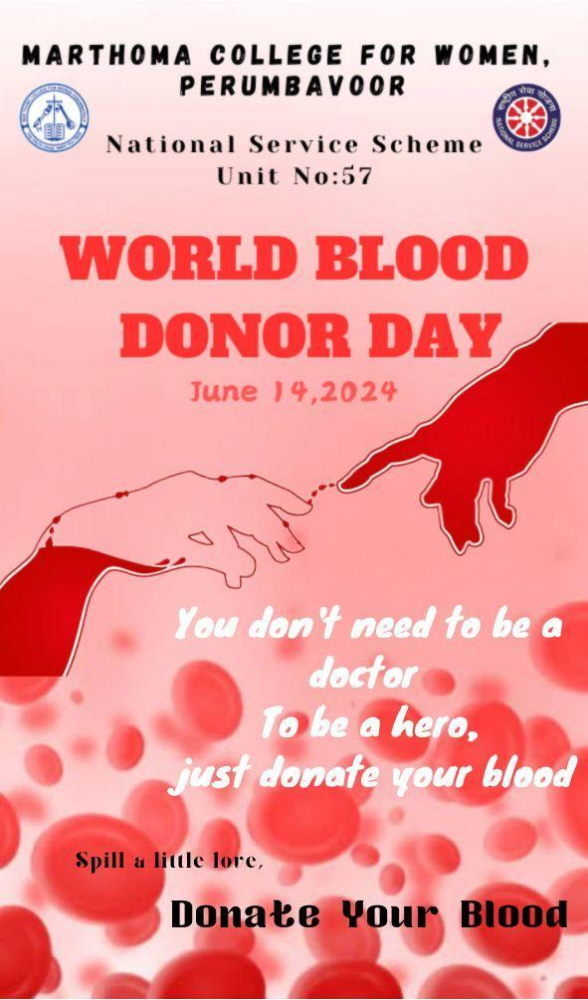 MARTHOMA COLLEGE FOR WOMEN,
PERUMBAVOOR
National Service Scheme
Unit No:57
राष्ट्रीय सेवा योजना
NATIONAL SERVICE SCHEME
WORLD BLOOD
DONOR DAY
June 14,2024
You don't need to be a
doctor
To be a hero,
just donate your blood
Spill a little love,
Donate Your Blood